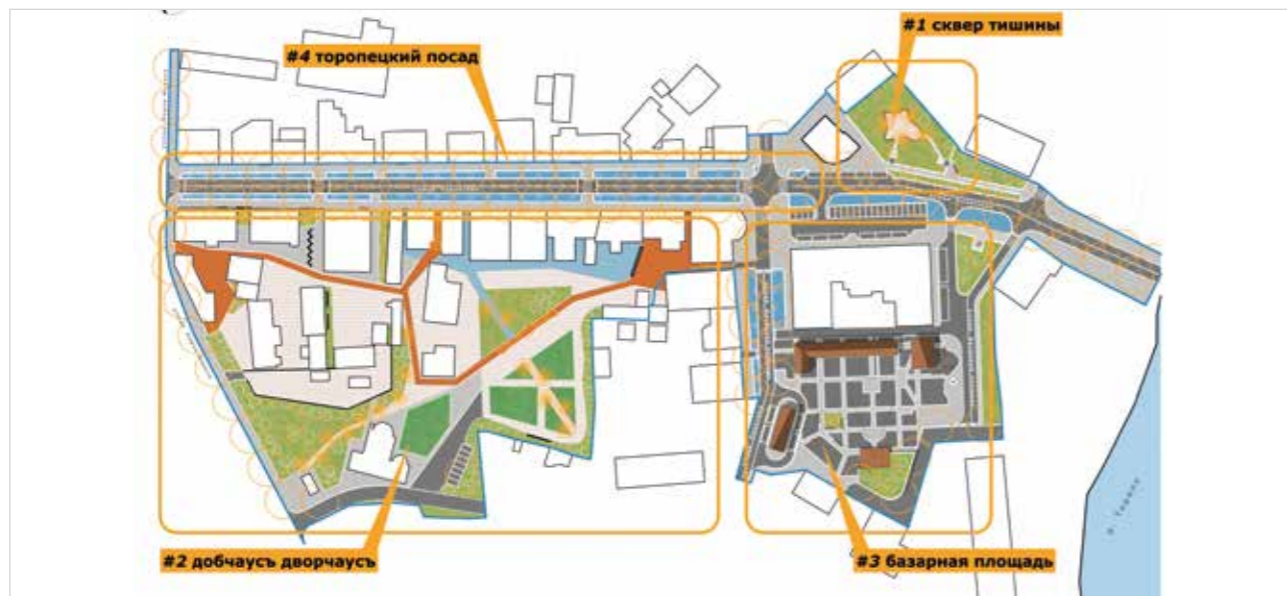 #1 сквер тишины
#4 торопецкий посад
#2 добчаусъ дворчаусъ
#3 базарная площадь